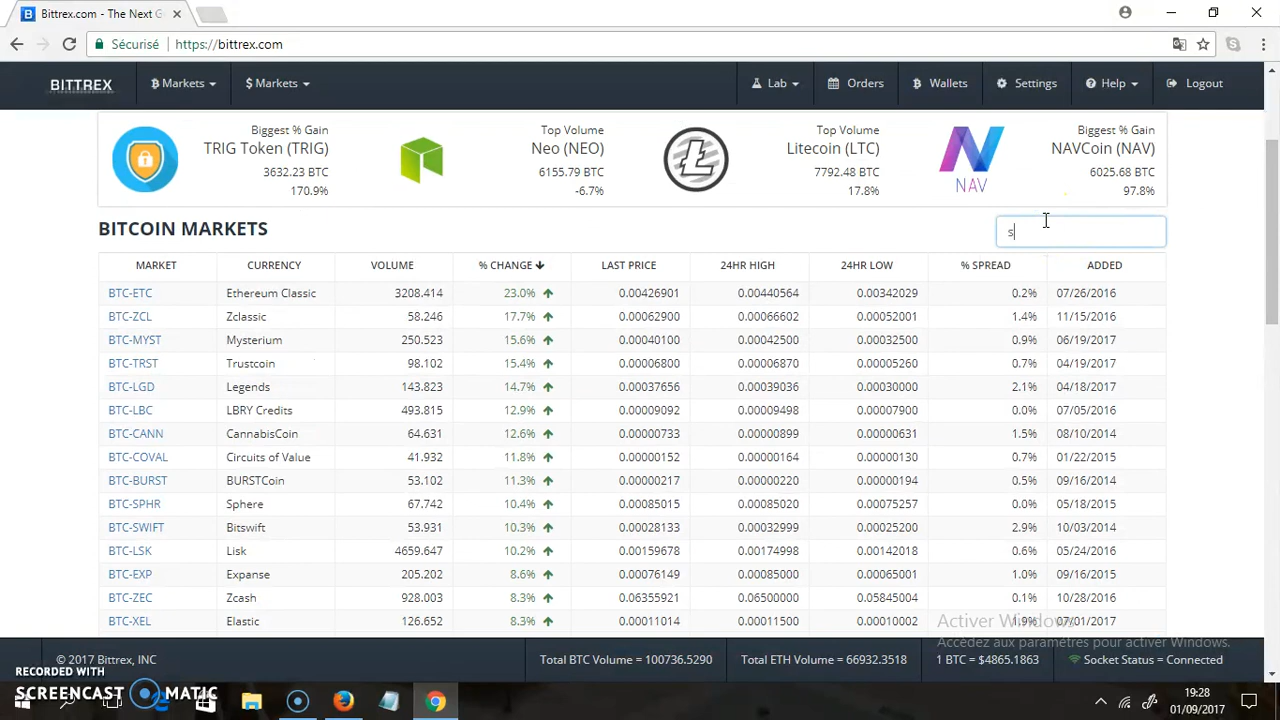 Bittrex.com - The Next G
Sécurisé https://bittrex.com
BITTREX Markets $ Markets Lab Orders Wallets Settings Help Logout
Biggest % Gain
TRIG Token (TRIG)
3632.23 BTC
170.9%
Top Volume
Neo (NEO)
6155.79 BTC
-6.7%
Top Volume
Litecoin (LTC)
7792.48 BTC
17.8%
NAV
Biggest % Gain
NAVCoin (NAV)
6025.68 BTC
97.8%
BITCOIN MARKETS s
MARKET CURRENCY VOLUME % CHANGE LAST PRICE 24HR HIGH 24HR LOW % SPREAD ADDED
BTC-ETC Ethereum Classic 3208.414 23.0% 0.00426901 0.00440564 0.00342029 0.2% 07/26/2016
BTC-ZCL Zclassic 58.246 17.7% 0.00062900 0.00066602 0.00052001 1.4% 11/15/2016
BTC-MYST Mysterium 250.523 15.6% 0.00040100 0.00042500 0.00032500 0.9% 06/19/2017
BTC-TRST Trustcoin 98.102 15.4% 0.00006800 0.00006870 0.00005260 0.7% 04/19/2017
BTC-LGD Legends 143.823 14.7% 0.00037656 0.00039036 0.00030000 2.1% 04/18/2017
BTC-LBC LBRY Credits 493.815 12.9% 0.00009092 0.00009498 0.00007900 0.0% 07/05/2016
BTC-CANN CannabisCoin 64.631 12.6% 0.00000733 0.00000899 0.00000631 1.5% 08/10/2014
BTC-COVAL Circuits of Value 41.932 11.8% 0.00000152 0.00000164 0.00000130 0.7% 01/22/2015
BTC-BURST BURSTCoin 53.102 11.3% 0.00000217 0.00000220 0.00000194 0.5% 09/16/2014
BTC-SPHR Sphere 67.742 10.4% 0.00085015 0.00085020 0.00075257 0.0% 05/18/2015
BTC-SWIFT Bitswift 53.931 10.3% 0.00028133 0.00032999 0.00025200 2.9% 10/03/2014
BTC-LSK Lisk 4659.647 10.2% 0.00159678 0.00174998 0.00142018 0.6% 05/24/2016
BTC-EXP Expanse 205.202 8.6% 0.00076149 0.00085000 0.00065001 1.0% 09/16/2015
BTC-ZEC Zcash 928.003 8.3% 0.06355921 0.06500000 0.05845004 0.1% 10/28/2016
BTC-XEL Elastic 126.652 8.3% 0.00011014 0.00011500 0.00010002 1.9% 07/01/2017
Activer Windows
Accédez aux paramètres pour activer Windows.
© 2017 Bittrex, INC Total BTC Volume = 100736.5290 Total ETH Volume = 66932.3518 1 BTC = $4865.1863 Socket Status = Connected
RECORDED WITH
SCREENCAST MATIC
19:28
01/09/2017